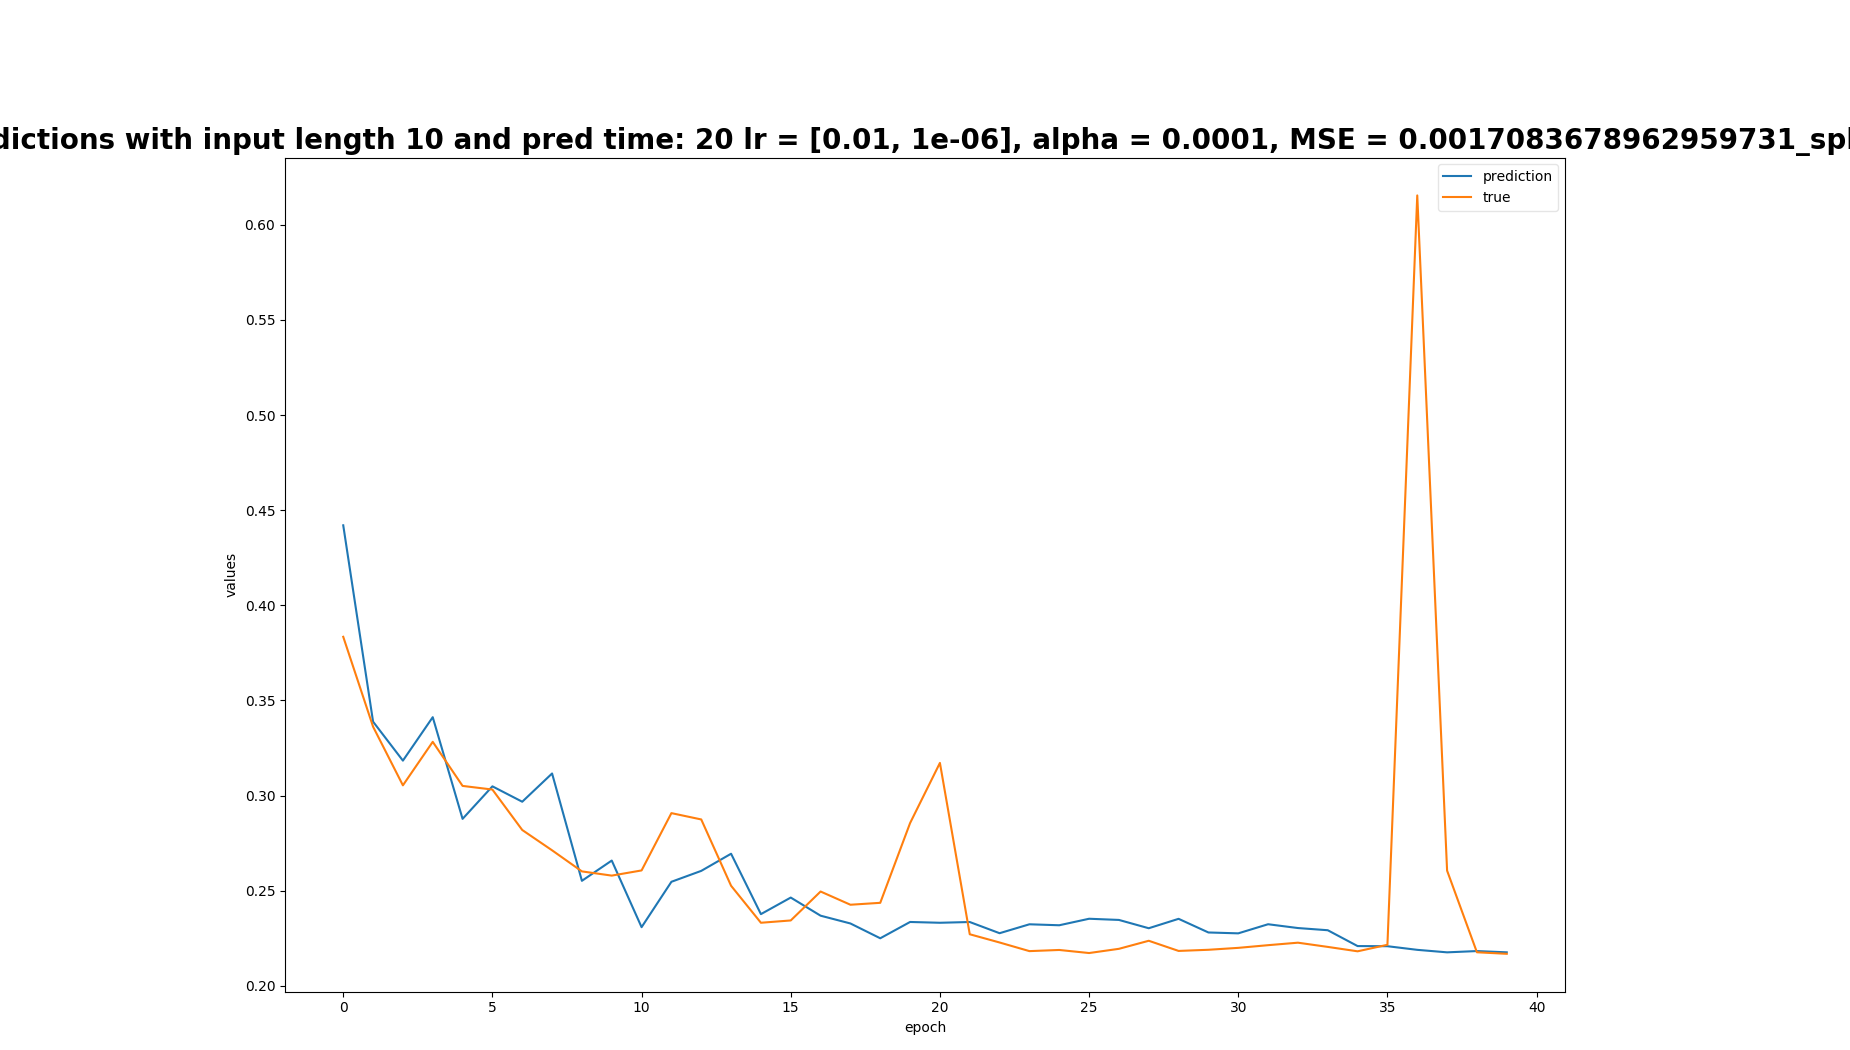 dictions with input length 10 and pred time: 20 lr = [0.01, 1e-06], alpha = 0.0001, MSE = 0.0017083678962959731_spl
prediction
true
0.60
0.55
0.50
0.45
0.40
0.35
0.30
0.25
0.20
values
0 5 10 15 20 25 30 35 40
epoch